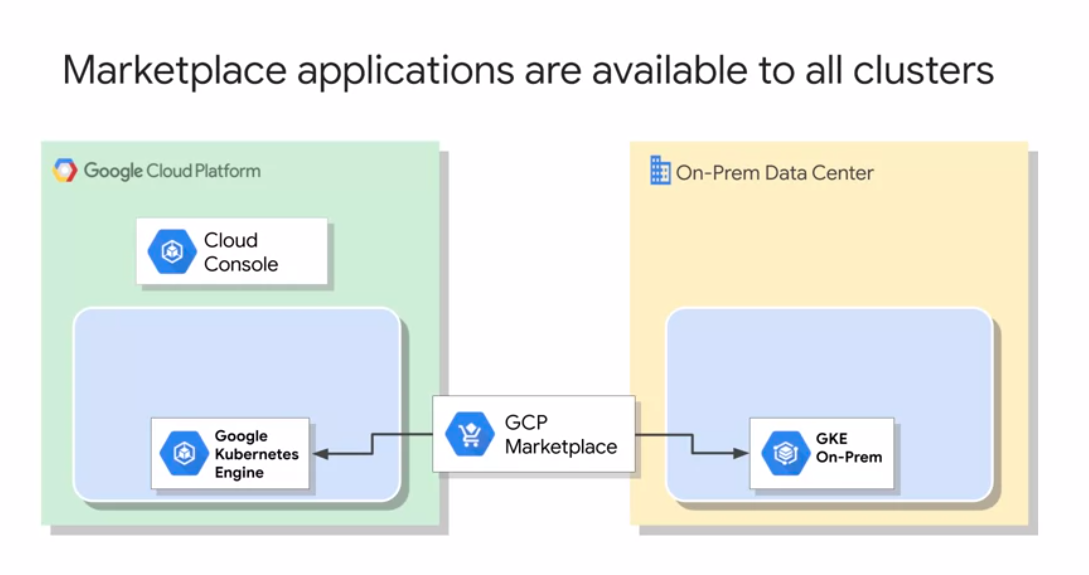 Marketplace applications are available to all clusters
Google Cloud Platform
On-Prem Data Center
Cloud
Console
GCP
Marketplace
Google
Kubernetes
Engine
GKE
On-Prem